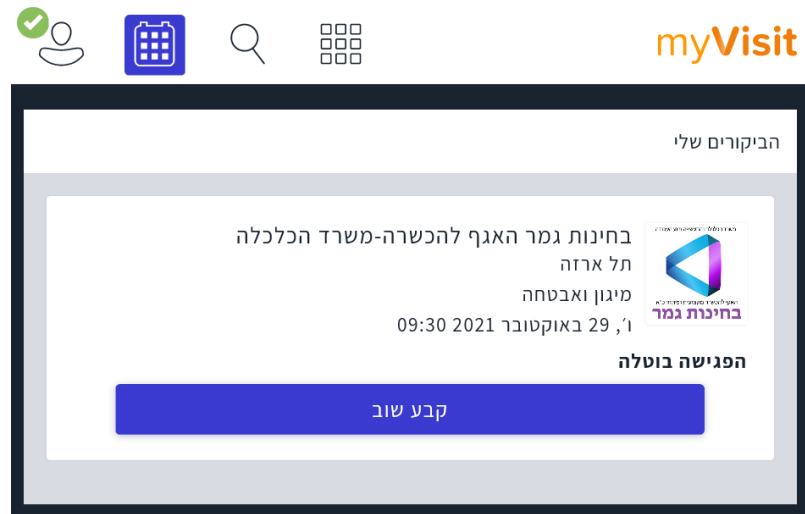 myVisit
הביקורים שלי
בחינות גמר האגף להכשרה-משרד הכלכלה
תל ארזה
מיגון ואבטחה
ו׳, 29 באוקטובר 2021 09:30
בחינות גמר
הפגישה בוטלה
קבע שוב